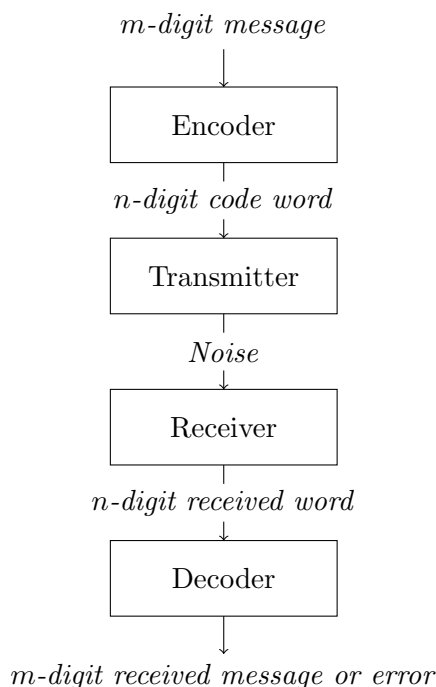 m-digit message
Encoder
n-digit code word
Transmitter
Noise
Receiver
n-digit received word
Decoder
m-digit received message or error